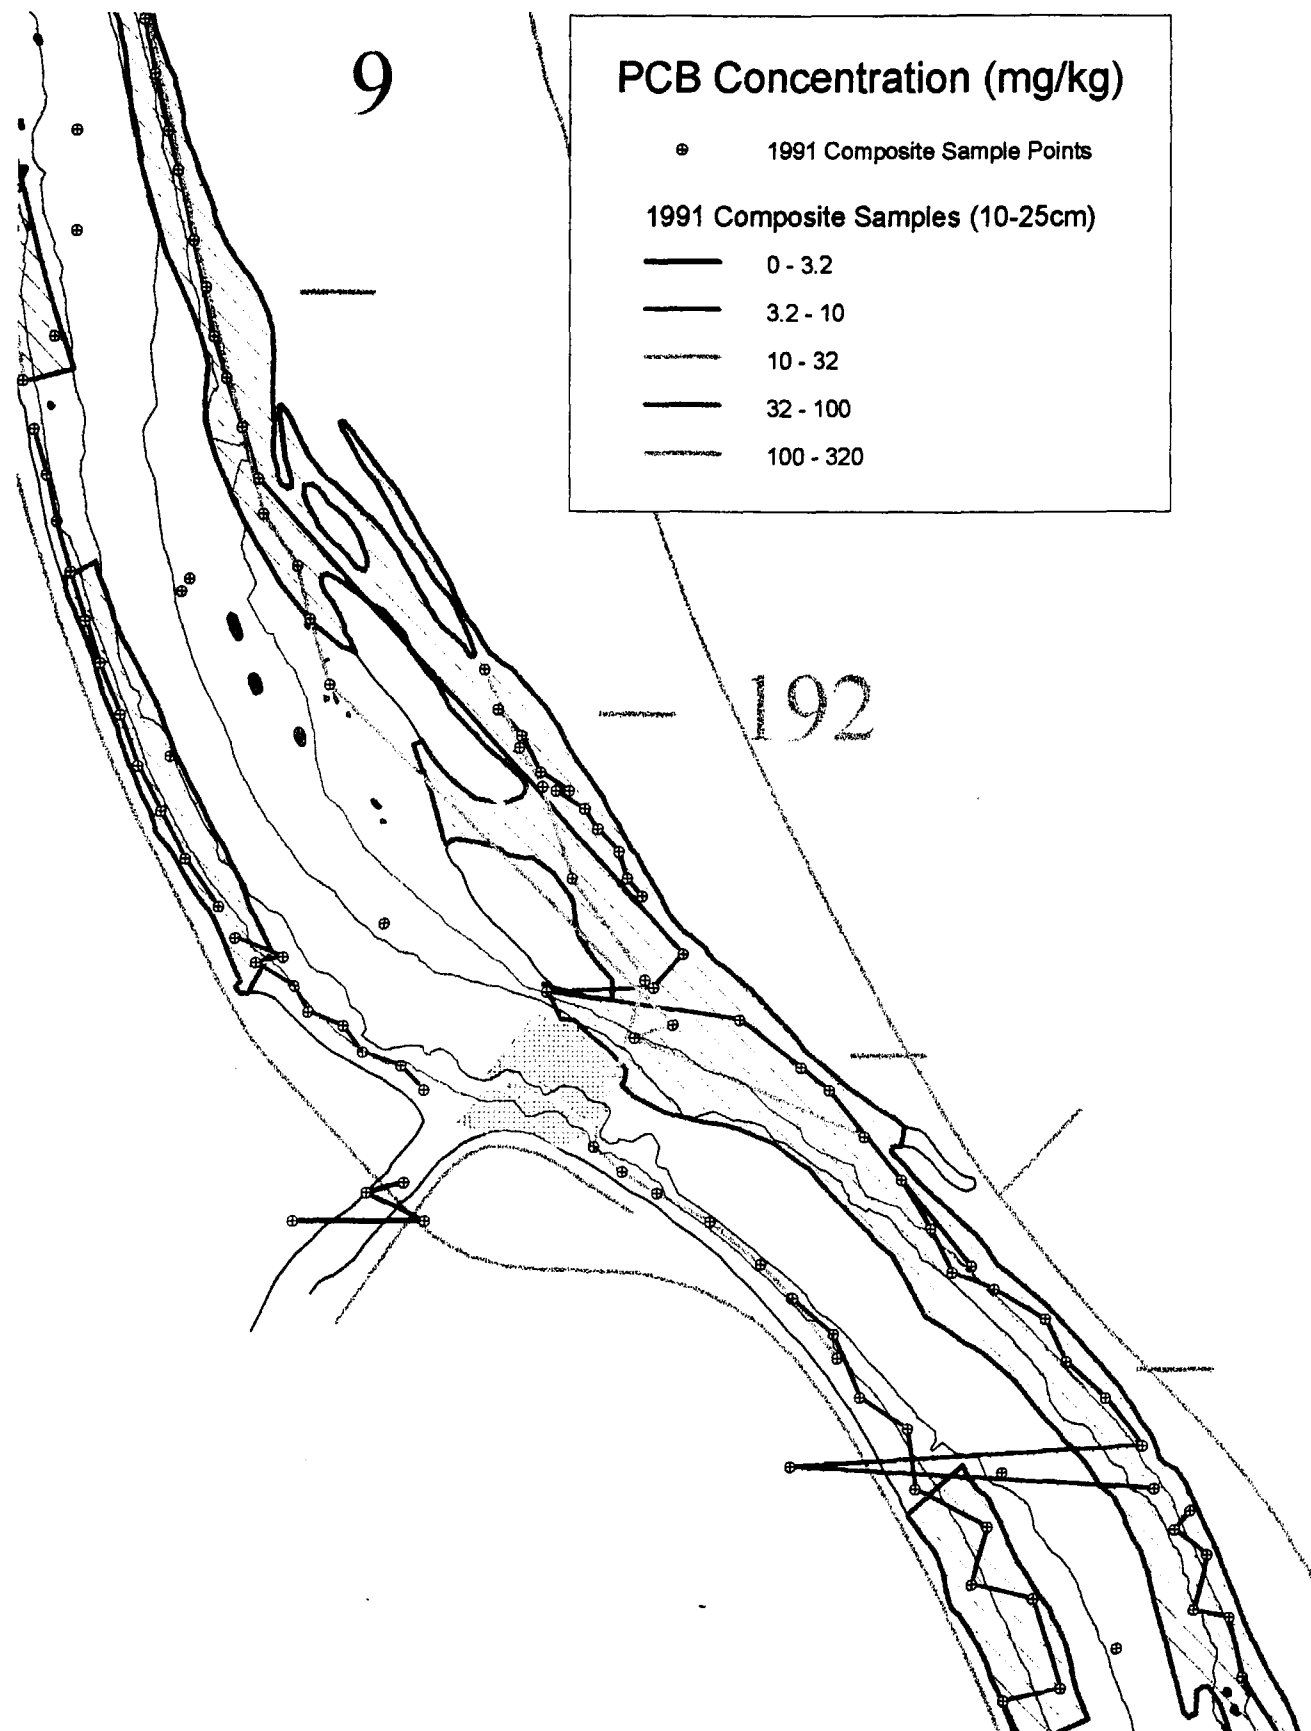 9
PCB Concentration (mg/kg)
1991 Composite Sample Points
1991 Composite Samples (10-25cm)
0 - 3.2
3.2 - 10
10 - 32
32 - 100
100 - 320
192